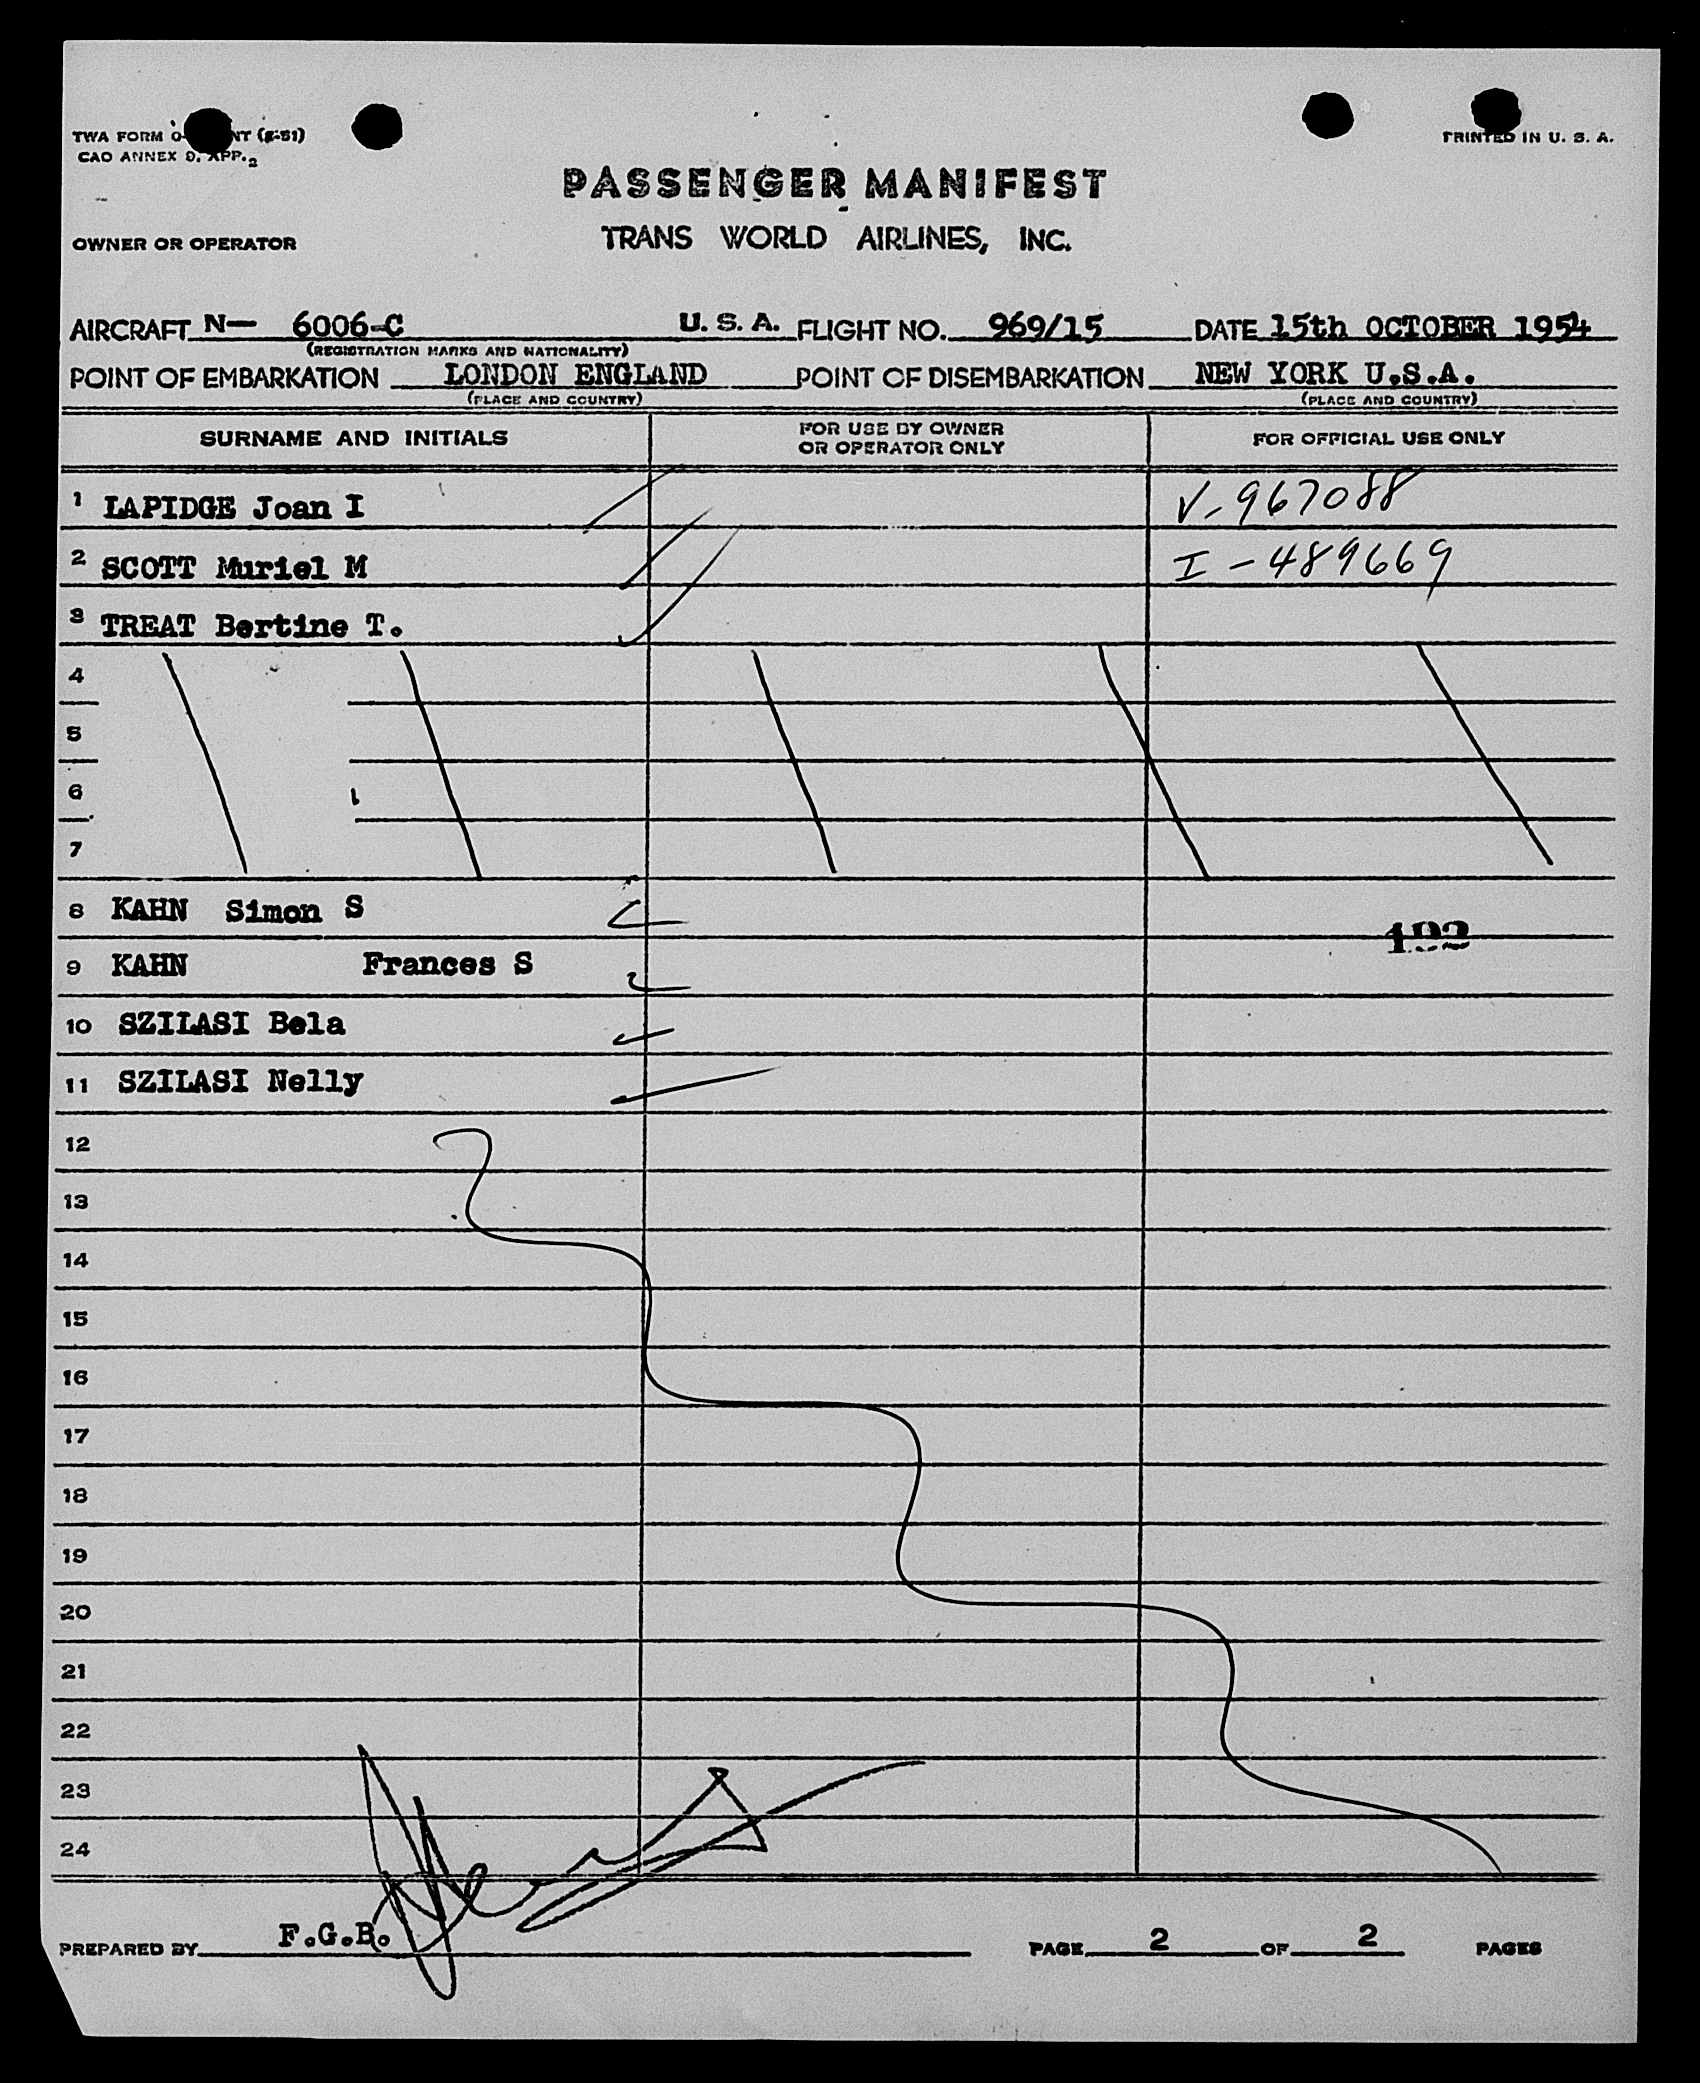 TWA FORM O- NT (8-51)
PRINTED IN U. S. A.
CAO ANNEX 9, APP. 2
PASSENGER MANIFEST
OWNER OR OPERATOR
TRANS WORLD AIRLINES, INC.
AIRCRAFT N— 6006-C U. S. A. FLIGHT NO. 969/15 DATE 15th OCTOBER 1954
(REGISTRATION MARKS AND NATIONALITY)
POINT OF EMBARKATION LONDON ENGLAND POINT OF DISEMBARKATION NEW YORK U.S.A.
(PLACE AND COUNTRY) (PLACE AND COUNTRY)
SURNAME AND INITIALS FOR USE BY OWNER OR OPERATOR ONLY FOR OFFICIAL USE ONLY
1 LAPIDGE Joan I V-967088
2 SCOTT Muriel M I-489669
3 TREAT Bertine T.
4
5
6
7
8 KAHN Simon S
192
9 KAHN Frances S
10 SZILASI Bela
11 SZILASI Nelly
12
13
14
15
16
17
18
19
20
21
22
23
24
PREPARED BY F.G.B. PAGE 2 OF 2 PAGES